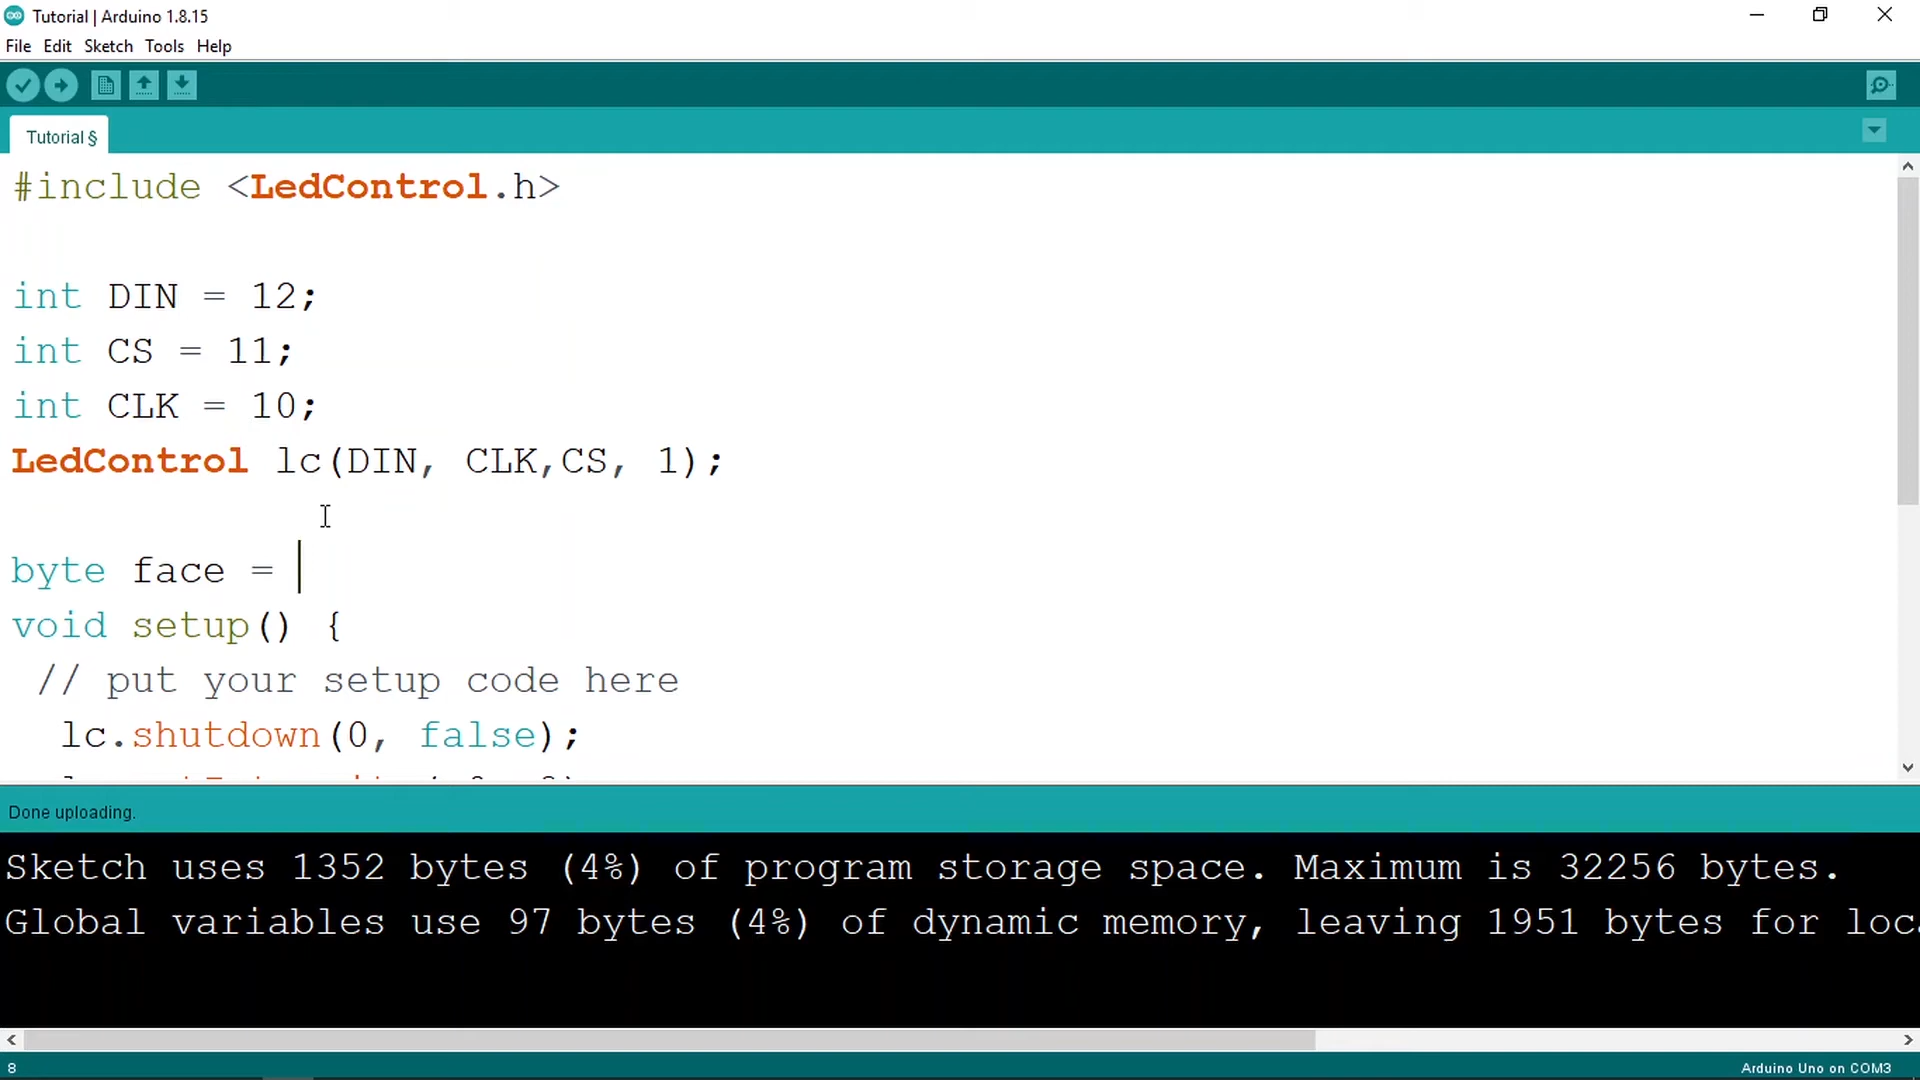 Tutorial | Arduino 1.8.15
File Edit Sketch Tools Help
Tutorial §
#include <LedControl.h>
int DIN = 12;
int CS = 11;
int CLK = 10;
LedControl lc(DIN, CLK,CS, 1);
byte face =
void setup() {
// put your setup code here
lc.shutdown(0, false);
Done uploading.
Sketch uses 1352 bytes (4%) of program storage space. Maximum is 32256 bytes.
Global variables use 97 bytes (4%) of dynamic memory, leaving 1951 bytes for loc
8
Arduino Uno on COM3